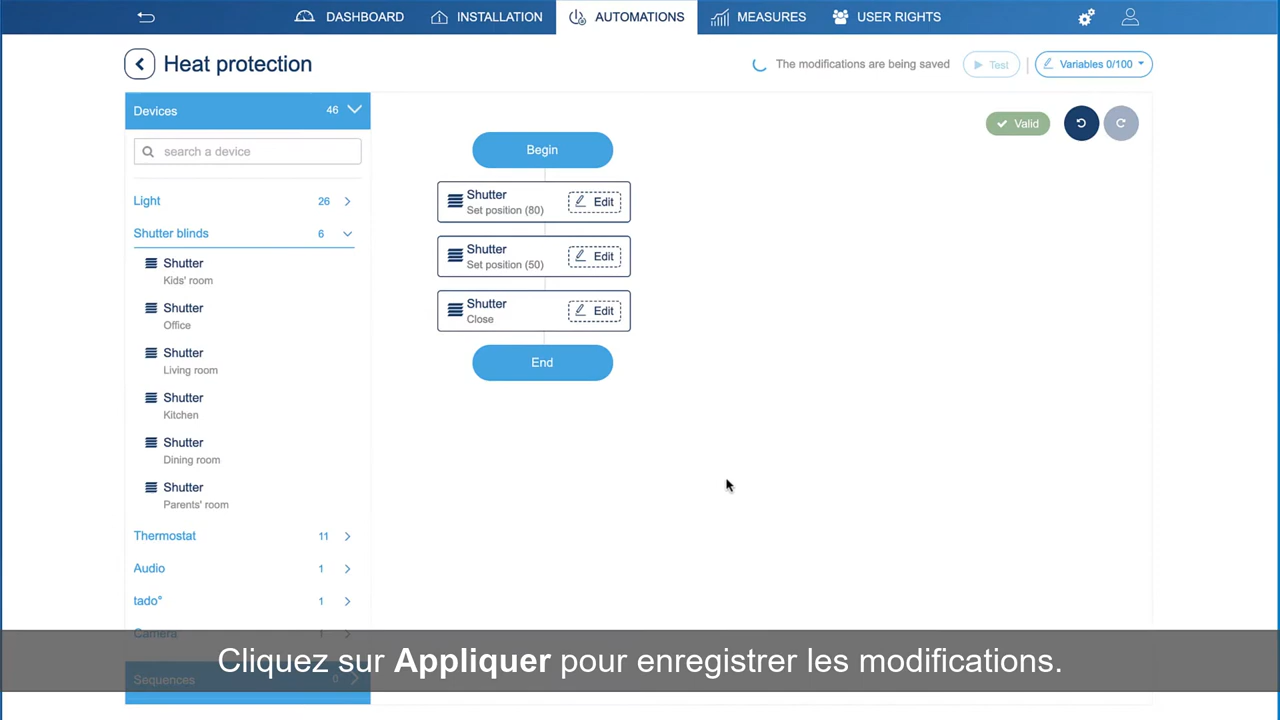 DASHBOARD INSTALLATION AUTOMATIONS MEASURES USER RIGHTS
Heat protection
The modifications are being saved
Test
Variables 0/100
Devices 46
search a device
Light 26
Shutter blinds 6
Shutter
Kids' room
Shutter
Office
Shutter
Living room
Shutter
Kitchen
Shutter
Dining room
Shutter
Parents' room
Thermostat 11
Audio 1
tado° 1
Camera 1
Sequences 0
Valid
Begin
Shutter
Set position (80)
Edit
Shutter
Set position (50)
Edit
Shutter
Close
Edit
End
Cliquez sur Appliquer pour enregistrer les modifications.